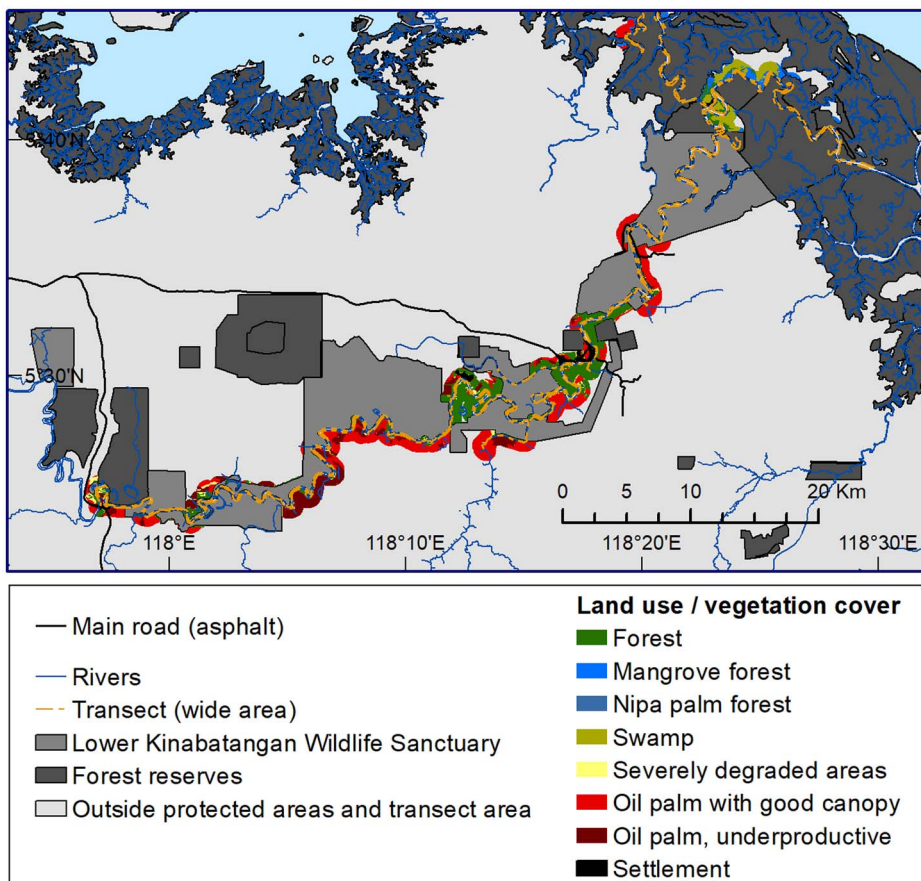 5°40'N
5°30'N
0 5 10 20 Km
118°E 118°10'E 118°20'E 118°30'E
Main road (asphalt)
Rivers
Transect (wide area)
Lower Kinabatangan Wildlife Sanctuary
Forest reserves
Outside protected areas and transect area
Land use / vegetation cover
Forest
Mangrove forest
Nipa palm forest
Swamp
Severely degraded areas
Oil palm with good canopy
Oil palm, underproductive
Settlement